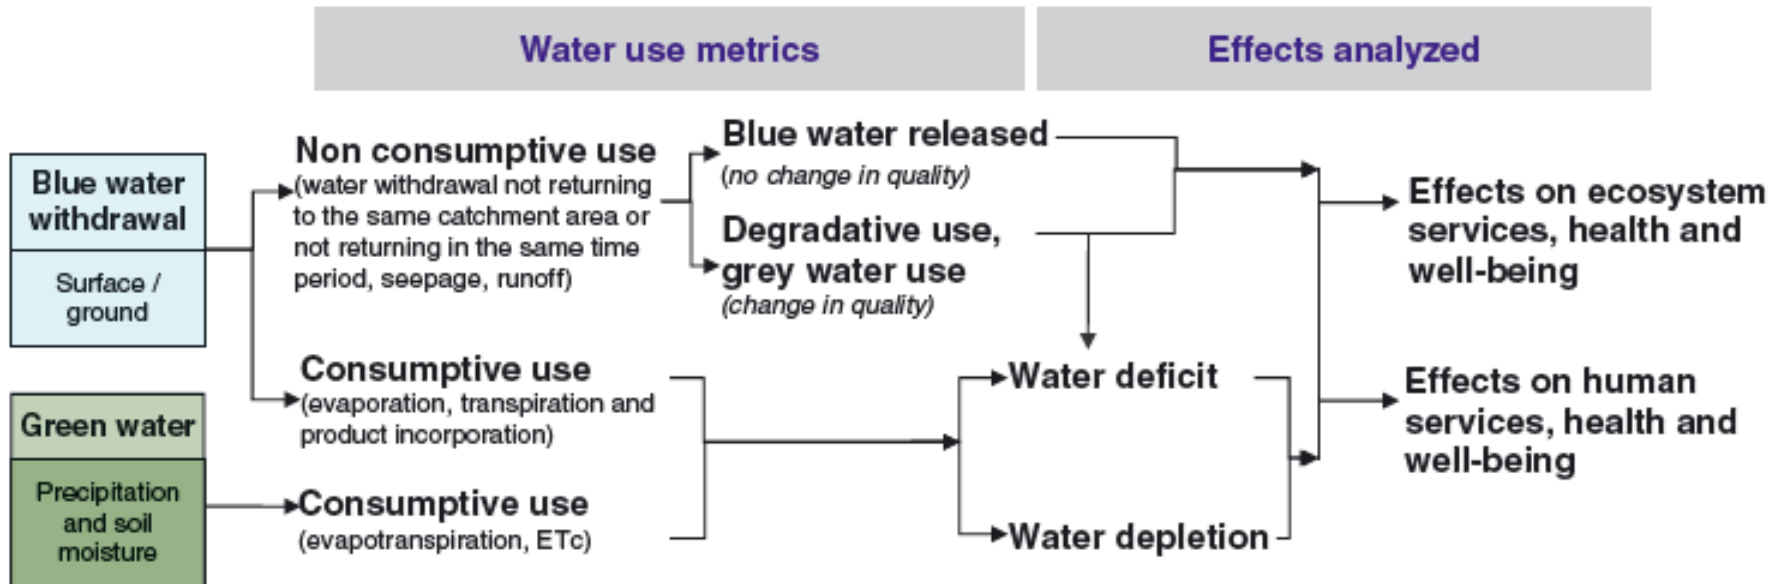 Water use metrics
Effects analyzed
Blue water
withdrawal
Surface /
ground
Green water
Precipitation
and soil
moisture
Non consumptive use
(water withdrawal not returning
to the same catchment area or
not returning in the same time
period, seepage, runoff)
Consumptive use
(evaporation, transpiration and
product incorporation)
Consumptive use
(evapotranspiration, ETc)
Blue water released
(no change in quality)
Degradative use,
grey water use
(change in quality)
Water deficit
Water depletion
Effects on ecosystem
services, health and
well-being
Effects on human
services, health and
well-being